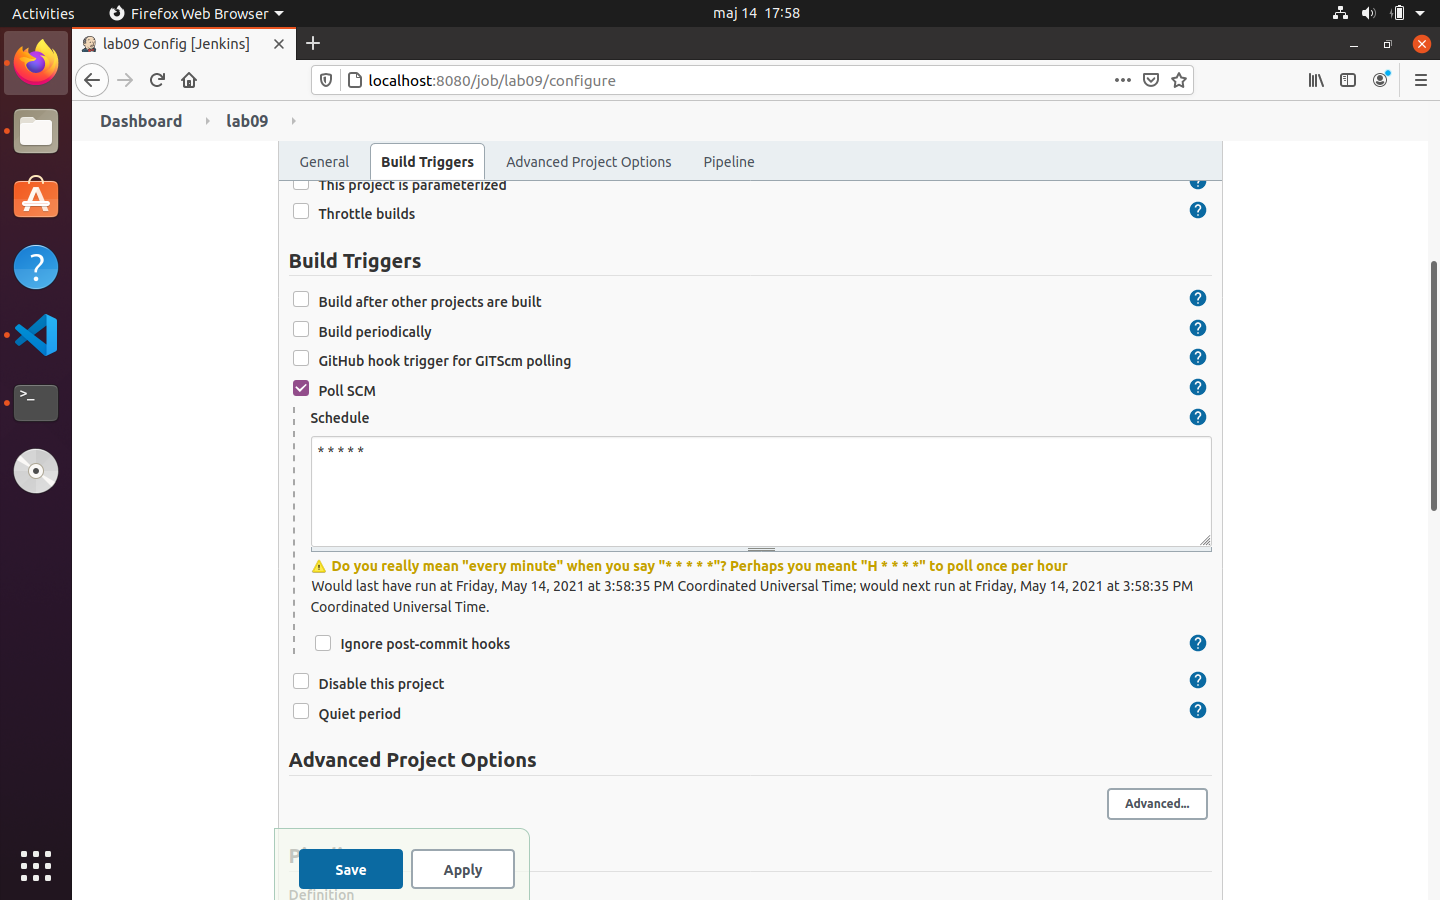 Activities
Firefox Web Browser
maj 14 17:58
lab09 Config [Jenkins]
localhost:8080/job/lab09/configure
Dashboard
lab09
General
Build Triggers
Advanced Project Options
Pipeline
This project is parameterized
Throttle builds
Build Triggers
Build after other projects are built
Build periodically
GitHub hook trigger for GITScm polling
Poll SCM
Schedule
* * * * *
Do you really mean "every minute" when you say "* * * * *"? Perhaps you meant "H * * * *" to poll once per hour
Would last have run at Friday, May 14, 2021 at 3:58:35 PM Coordinated Universal Time; would next run at Friday, May 14, 2021 at 3:58:35 PM
Coordinated Universal Time.
Ignore post-commit hooks
Disable this project
Quiet period
Advanced Project Options
Advanced...
Save
Apply
Definition